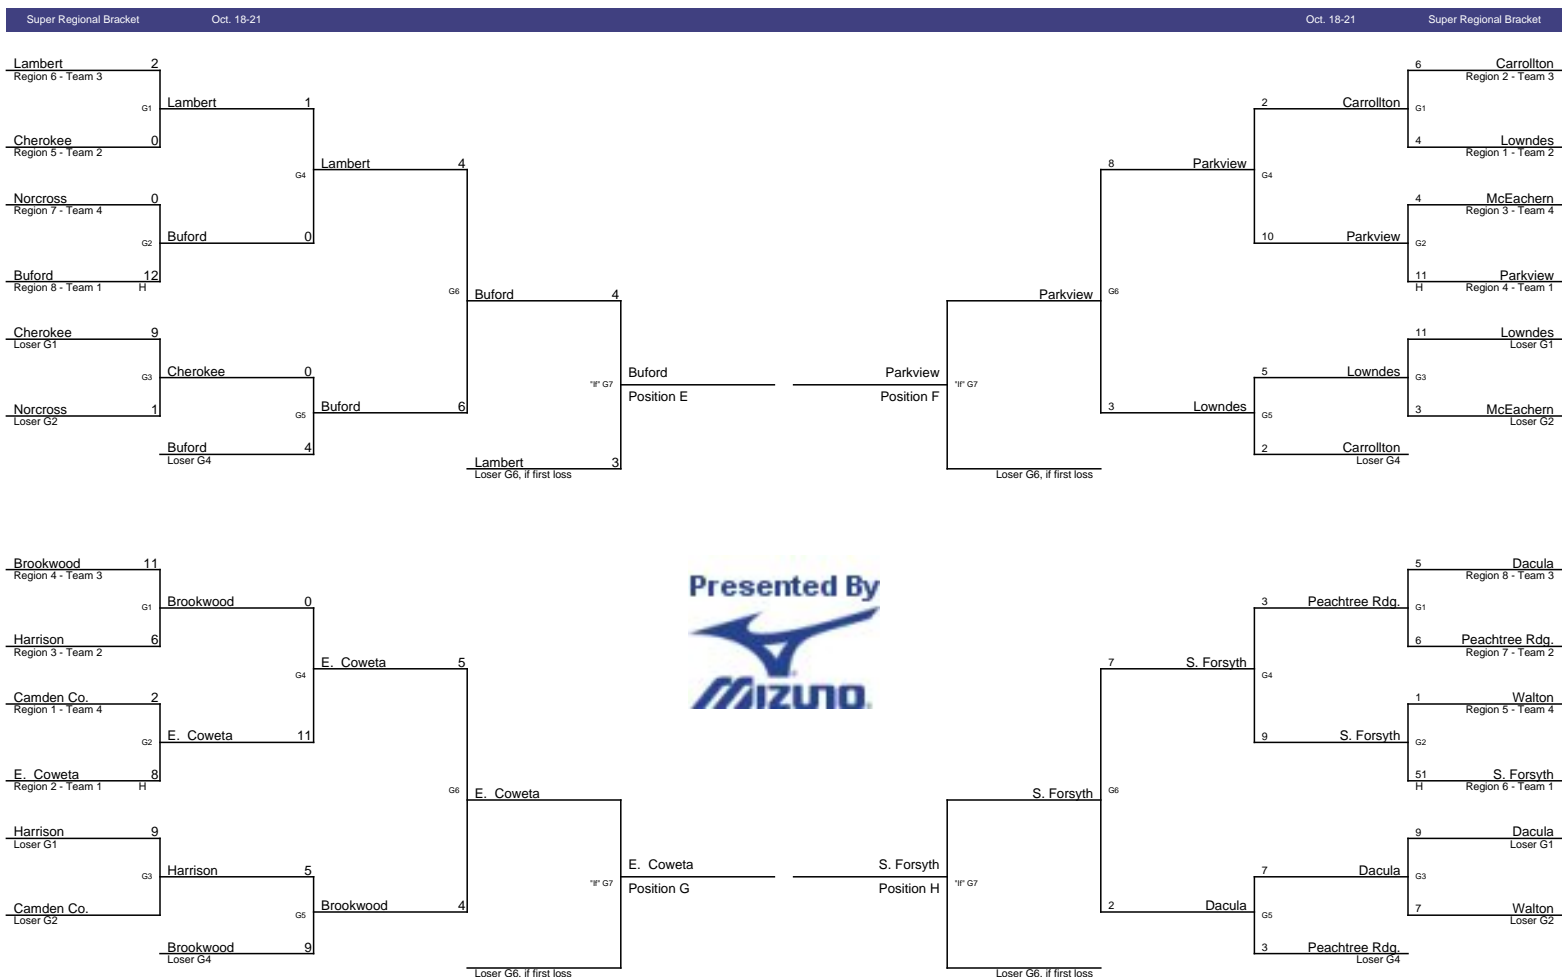 Super Regional Bracket Oct. 18-21 Oct. 18-21 Super Regional Bracket
Lambert 2
Region 6 - Team 3
G1
Lambert 1
Cherokee 0
Region 5 - Team 2
G4
Lambert 4
Norcross 0
Region 7 - Team 4
G2
Buford 0
Buford 12
Region 8 - Team 1 H
G6
Buford 4
Cherokee 9
Loser G1
G3
Cherokee 0
"If" G7
Buford
Position E
Norcross 1
Loser G2
G5
Buford 6
Buford 4
Loser G4
Lambert 3
Loser G6, if first loss
6 Carrollton
Region 2 - Team 3
2 Carrollton
G1
4 Lowndes
Region 1 - Team 2
8 Parkview
G4
4 McEachern
Region 3 - Team 4
10 Parkview
G2
11 Parkview
H Region 4 - Team 1
Parkview
G6
11 Lowndes
Loser G1
5 Lowndes
G3
Parkview
Position F
"If" G7
3 McEachern
Loser G2
3 Lowndes
G5
2 Carrollton
Loser G4
Loser G6, if first loss
Brookwood 11
Region 4 - Team 3
G1
Brookwood 0
Harrison 6
Region 3 - Team 2
G4
E. Coweta 5
Camden Co. 2
Region 1 - Team 4
G2
E. Coweta 11
E. Coweta 8
Region 2 - Team 1 H
G6
E. Coweta
Harrison 9
Loser G1
G3
Harrison 5
"If" G7
E. Coweta
Position G
Camden Co.
Loser G2
G5
Brookwood 4
Brookwood 9
Loser G4
Loser G6, if first loss
Presented By
MIZUNO
5 Dacula
Region 8 - Team 3
3 Peachtree Rdg.
G1
6 Peachtree Rdg.
Region 7 - Team 2
7 S. Forsyth
G4
1 Walton
Region 5 - Team 4
9 S. Forsyth
G2
51 S. Forsyth
H Region 6 - Team 1
S. Forsyth
G6
9 Dacula
Loser G1
7 Dacula
G3
S. Forsyth
Position H
"If" G7
7 Walton
Loser G2
2 Dacula
G5
3 Peachtree Rdg.
Loser G4
Loser G6, if first loss